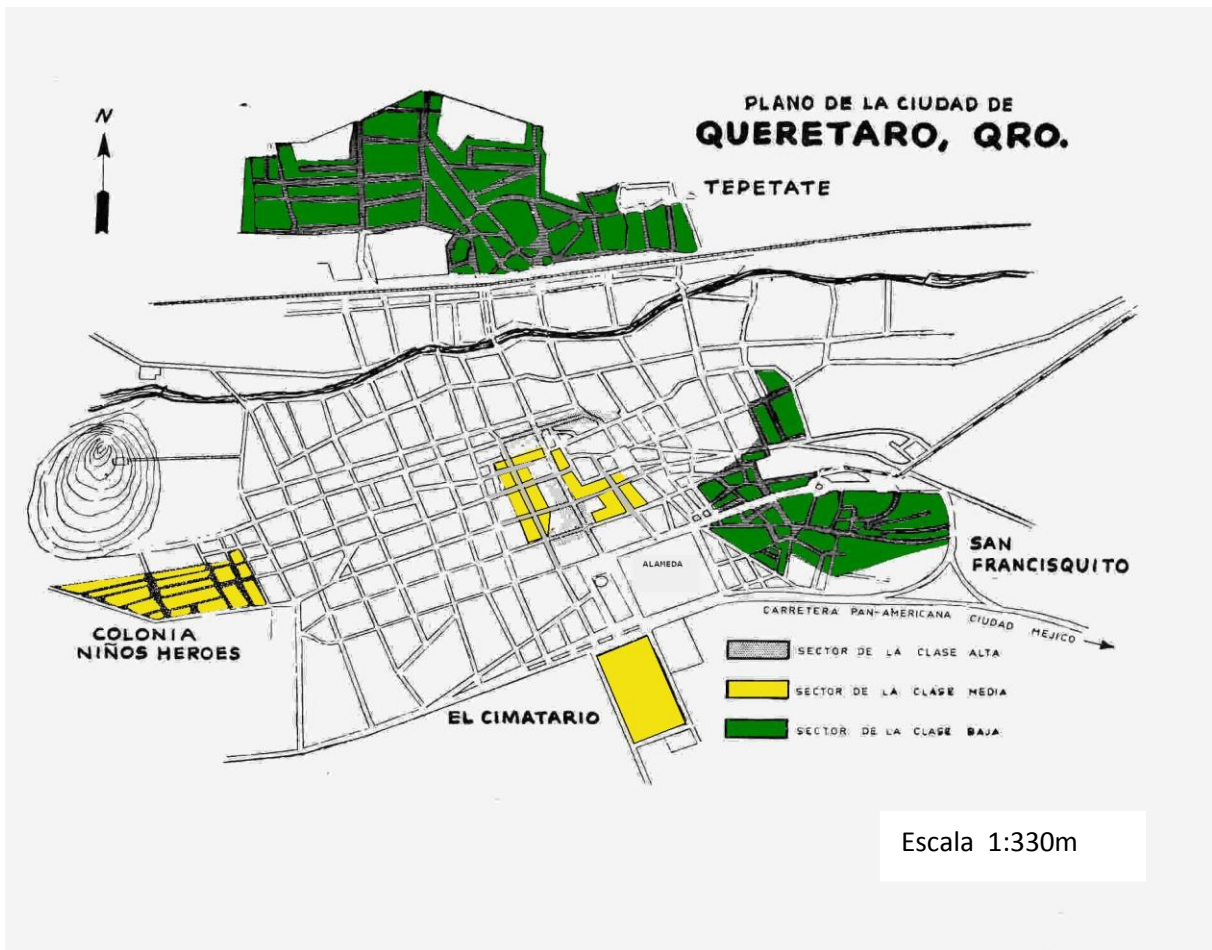 N
PLANO DE LA CIUDAD DE
QUERETARO, QRO.
TEPETATE
ALAMEDA
SAN
FRANCISQUITO
CARRETERA PAN-AMERICANA CIUDAD MEJICO
COLONIA
NIÑOS HEROES
EL CIMATARIO
SECTOR DE LA CLASE ALTA
SECTOR DE LA CLASE MEDIA
SECTOR DE LA CLASE BAJA
Escala 1:330m